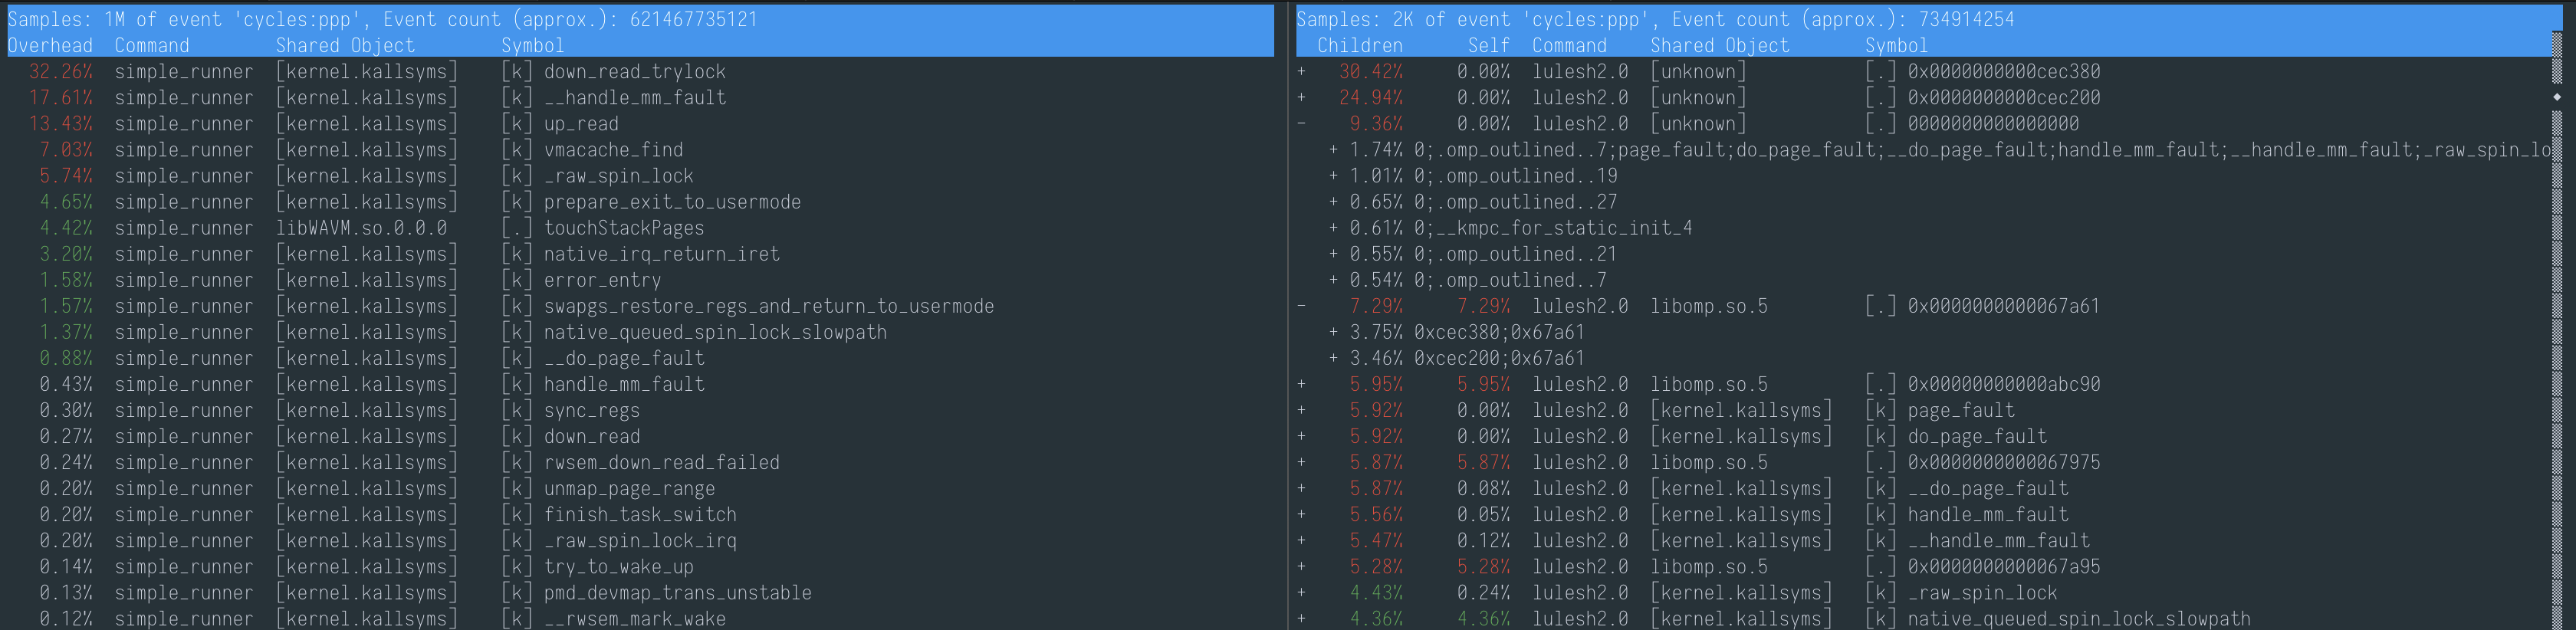 Samples: 1M of event 'cycles:ppp', Event count (approx.): 621467735121
Overhead  Command  Shared Object  Symbol
32.26%  simple_runner  [kernel.kallsyms]  [k] down_read_trylock
17.61%  simple_runner  [kernel.kallsyms]  [k] __handle_mm_fault
13.43%  simple_runner  [kernel.kallsyms]  [k] up_read
7.03%  simple_runner  [kernel.kallsyms]  [k] vmacache_find
5.74%  simple_runner  [kernel.kallsyms]  [k] _raw_spin_lock
4.65%  simple_runner  [kernel.kallsyms]  [k] prepare_exit_to_usermode
4.42%  simple_runner  libWAVM.so.0.0.0  [.] touchStackPages
3.20%  simple_runner  [kernel.kallsyms]  [k] native_irq_return_iret
1.58%  simple_runner  [kernel.kallsyms]  [k] error_entry
1.57%  simple_runner  [kernel.kallsyms]  [k] swapgs_restore_regs_and_return_to_usermode
1.37%  simple_runner  [kernel.kallsyms]  [k] native_queued_spin_lock_slowpath
0.88%  simple_runner  [kernel.kallsyms]  [k] __do_page_fault
0.43%  simple_runner  [kernel.kallsyms]  [k] handle_mm_fault
0.30%  simple_runner  [kernel.kallsyms]  [k] sync_regs
0.27%  simple_runner  [kernel.kallsyms]  [k] down_read
0.24%  simple_runner  [kernel.kallsyms]  [k] rwsem_down_read_failed
0.20%  simple_runner  [kernel.kallsyms]  [k] unmap_page_range
0.20%  simple_runner  [kernel.kallsyms]  [k] finish_task_switch
0.20%  simple_runner  [kernel.kallsyms]  [k] _raw_spin_lock_irq
0.14%  simple_runner  [kernel.kallsyms]  [k] try_to_wake_up
0.13%  simple_runner  [kernel.kallsyms]  [k] pmd_devmap_trans_unstable
0.12%  simple_runner  [kernel.kallsyms]  [k] __rwsem_mark_wake
Samples: 2K of event 'cycles:ppp', Event count (approx.): 734914254
Children  Self  Command  Shared Object  Symbol
+ 30.42%  0.00%  lulesh2.0  [unknown]  [.] 0x0000000000cec380
+ 24.94%  0.00%  lulesh2.0  [unknown]  [.] 0x0000000000cec200
- 9.36%  0.00%  lulesh2.0  [unknown]  [.] 0000000000000000
+ 1.74% 0;.omp_outlined..7;page_fault;do_page_fault;__do_page_fault;handle_mm_fault;__handle_mm_fault;_raw_spin_lo
+ 1.01% 0;.omp_outlined..19
+ 0.65% 0;.omp_outlined..27
+ 0.61% 0;__kmpc_for_static_init_4
+ 0.55% 0;.omp_outlined..21
+ 0.54% 0;.omp_outlined..7
- 7.29%  7.29%  lulesh2.0  libomp.so.5  [.] 0x0000000000067a61
+ 3.75% 0xcec380;0x67a61
+ 3.46% 0xcec200;0x67a61
+ 5.95%  5.95%  lulesh2.0  libomp.so.5  [.] 0x00000000000abc90
+ 5.92%  0.00%  lulesh2.0  [kernel.kallsyms]  [k] page_fault
+ 5.92%  0.00%  lulesh2.0  [kernel.kallsyms]  [k] do_page_fault
+ 5.87%  5.87%  lulesh2.0  libomp.so.5  [.] 0x0000000000067975
+ 5.87%  0.08%  lulesh2.0  [kernel.kallsyms]  [k] __do_page_fault
+ 5.56%  0.05%  lulesh2.0  [kernel.kallsyms]  [k] handle_mm_fault
+ 5.47%  0.12%  lulesh2.0  [kernel.kallsyms]  [k] __handle_mm_fault
+ 5.28%  5.28%  lulesh2.0  libomp.so.5  [.] 0x0000000000067a95
+ 4.43%  0.24%  lulesh2.0  [kernel.kallsyms]  [k] _raw_spin_lock
+ 4.36%  4.36%  lulesh2.0  [kernel.kallsyms]  [k] native_queued_spin_lock_slowpath